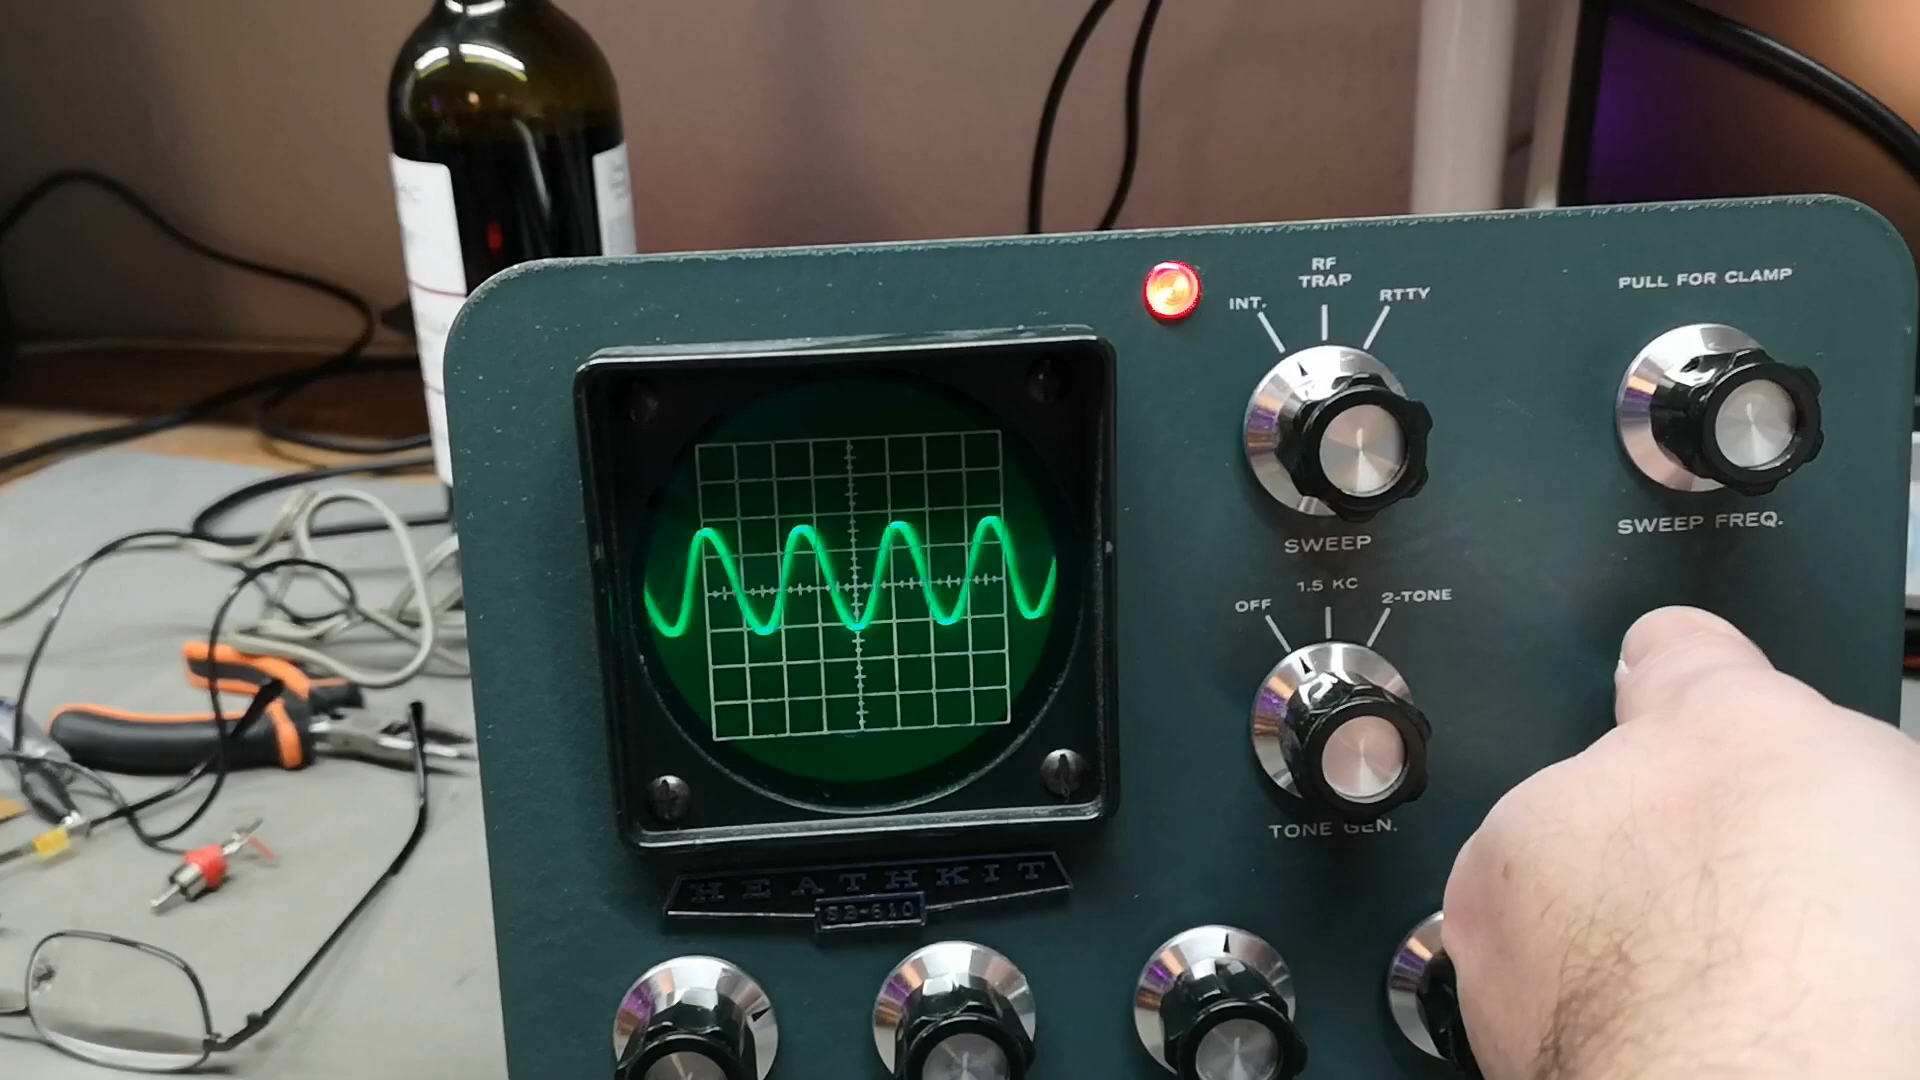 RF
TRAP
INT.
RTTY
PULL FOR CLAMP
SWEEP
SWEEP FREQ.
1.5 KC
OFF
2-TONE
TONE GEN.
HEATHKIT
SB-610